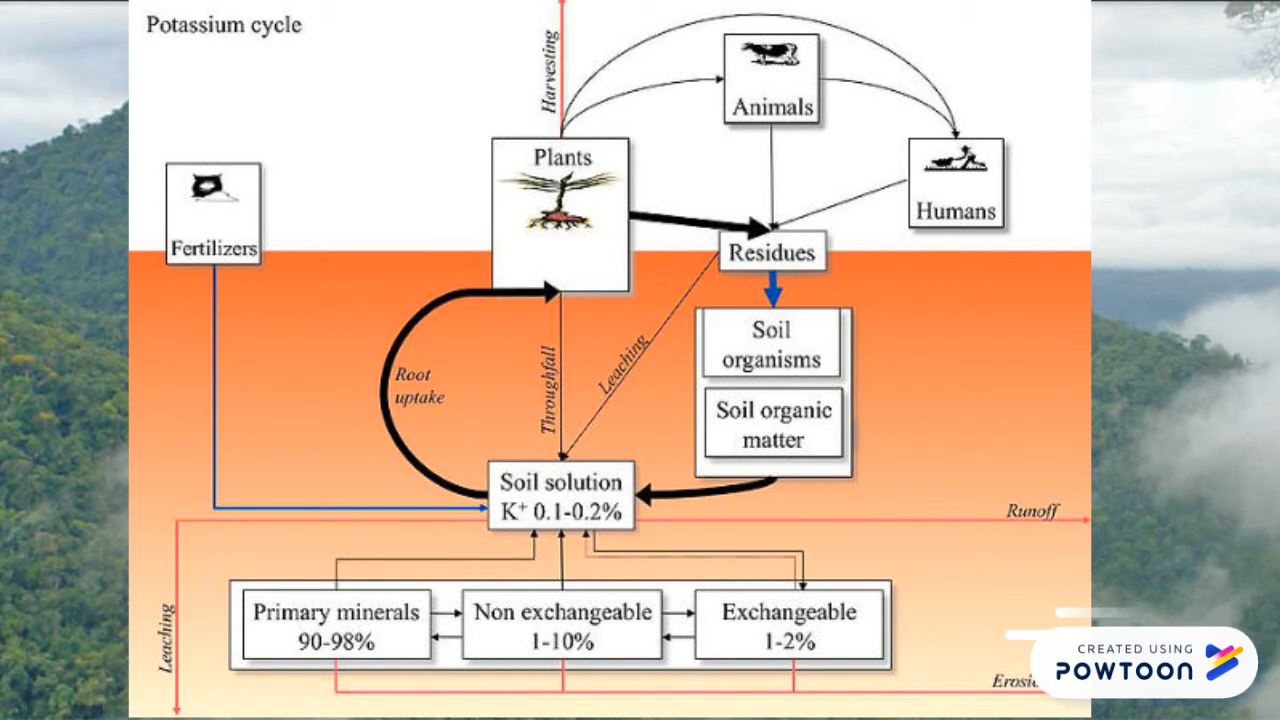 Potassium cycle
Harvesting
Animals
Plants
Humans
Fertilizers
Residues
Soil
organisms
Root
uptake
Throughfall
Leaching
Soil organic
matter
Soil solution
K⁺ 0.1-0.2%
Runoff
Leaching
Primary minerals
90-98%
Non exchangeable
1-10%
Exchangeable
1-2%
CREATED USING
POWTOON